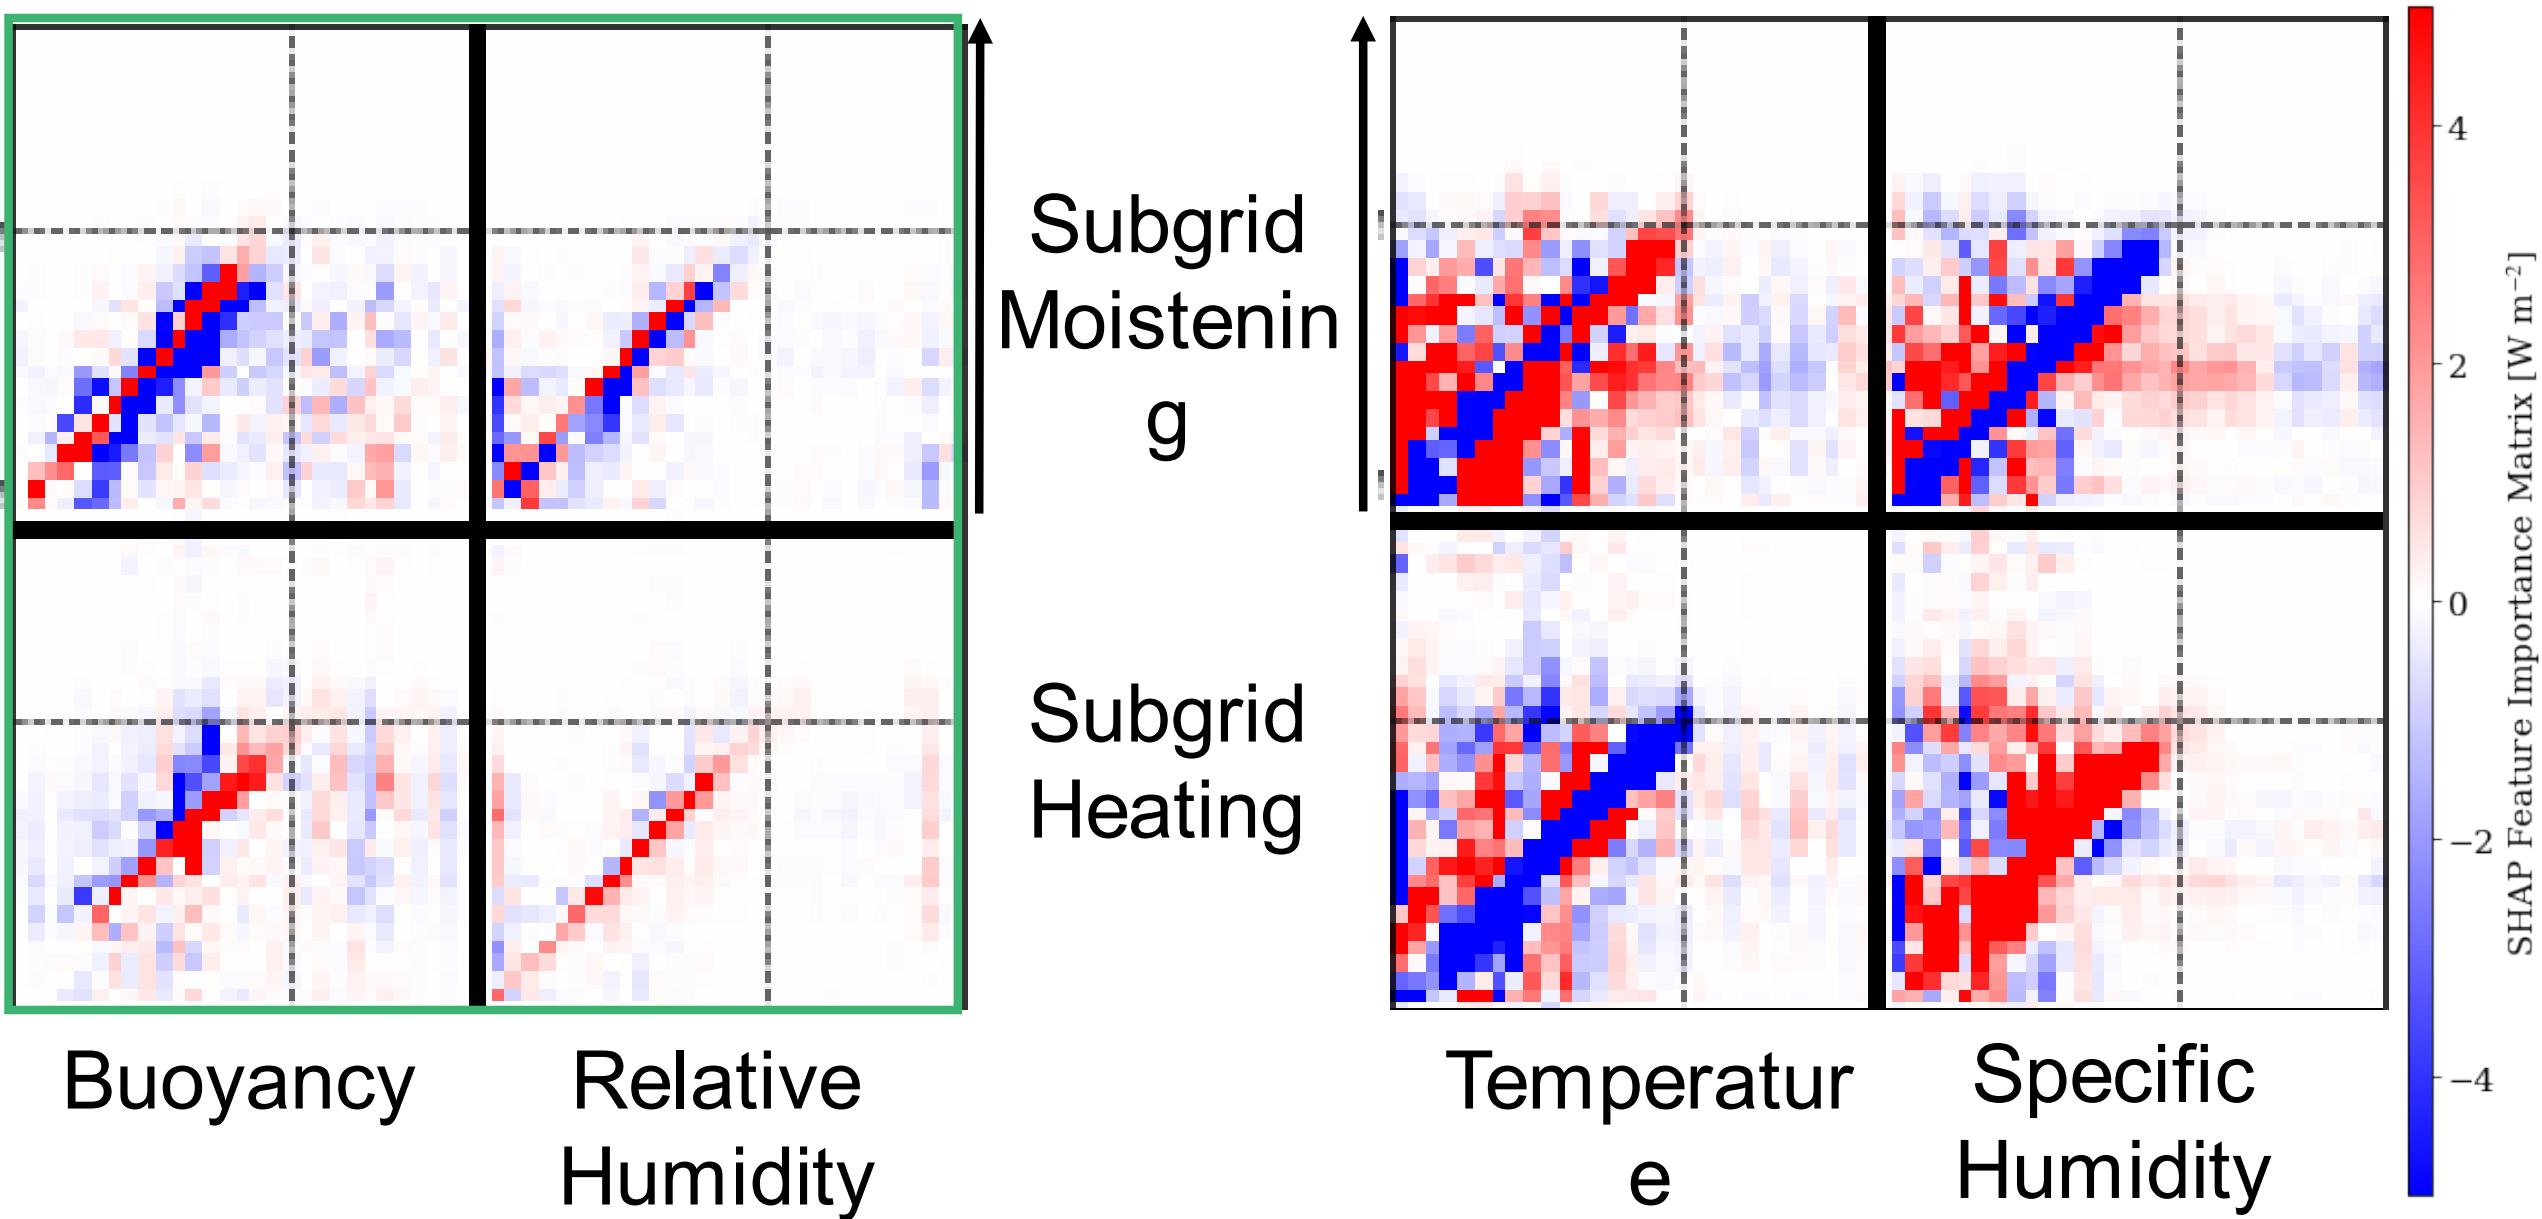 Subgrid
Moistenin
g
Subgrid
Heating
Buoyancy
Relative
Humidity
Temperatur
e
Specific
Humidity
4
2
0
−2
−4
SHAP Feature Importance Matrix [W m⁻²]